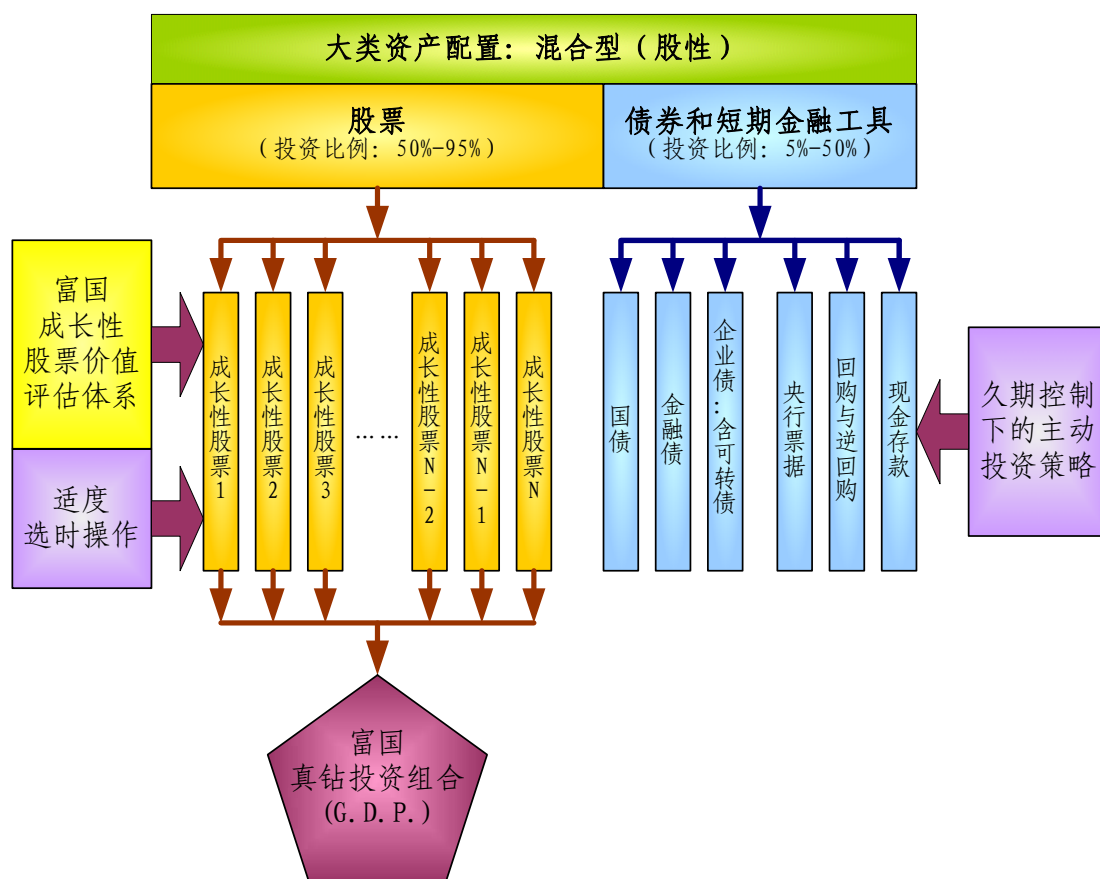 大类资产配置：混合型（股性）
股票
（投资比例：50%-95%）
债券和短期金融工具
（投资比例：5%-50%）
富国
成长性
股票价值
评估体系
适度
选时操作
成长性股票1
成长性股票2
成长性股票3
……
成长性股票N-2
成长性股票N-1
成长性股票N
国债
金融债
企业债：含可转债
央行票据
回购与逆回购
现金存款
久期控制
下的主动
投资策略
富国
真钻投资组合
(G.D.P.)